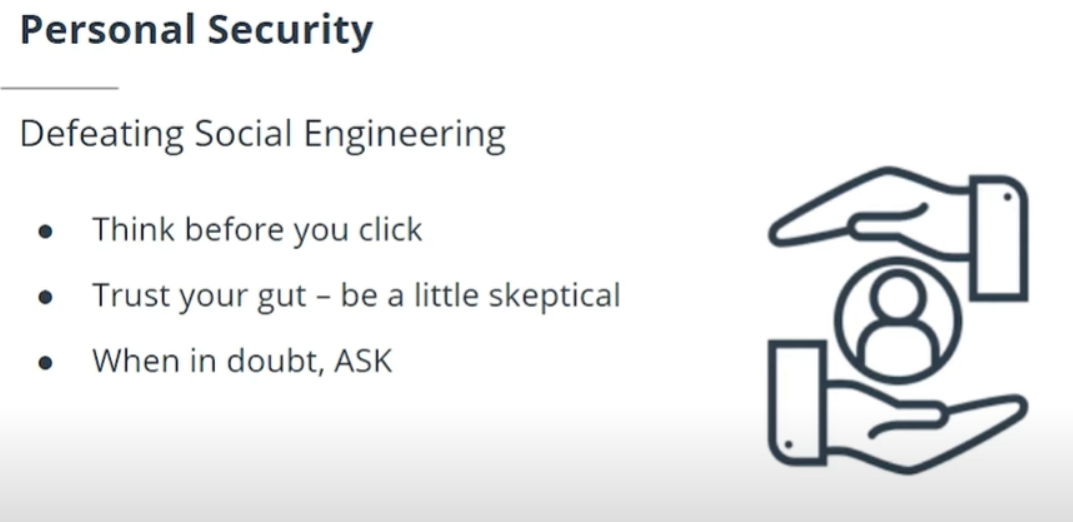 Personal Security
Defeating Social Engineering
● Think before you click
● Trust your gut – be a little skeptical
● When in doubt, ASK